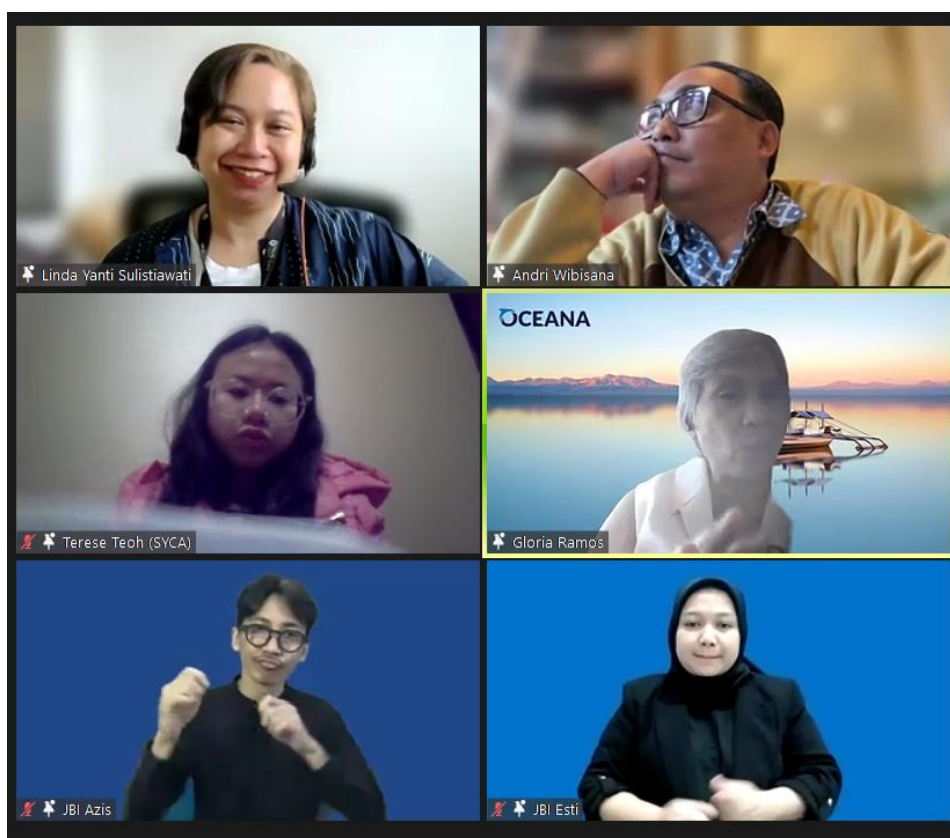 Linda Yanti Sulistiawati
Andri Wibisana
Terese Teoh (SYCA)
OCEANA
Gloria Ramos
JBI Azis
JBI Esti